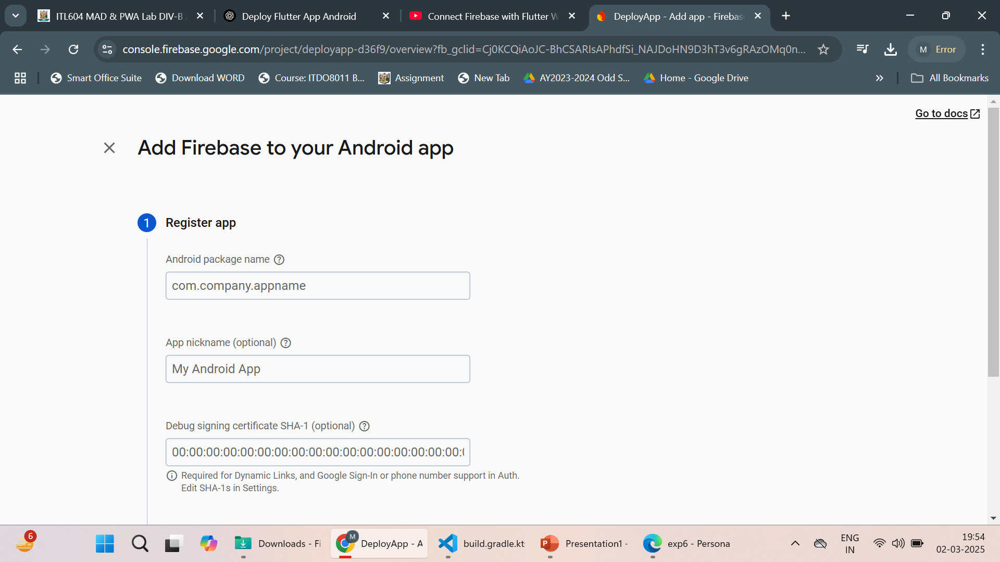 ITL604 MAD & PWA Lab DIV-B
Deploy Flutter App Android
Connect Firebase with Flutter W
DeployApp - Add app - Firebase
console.firebase.google.com/project/deployapp-d36f9/overview?fb_gclid=Cj0KCQiAoJC-BhCSARIsAPhdfSi_NAJDoHN9D3hT3v6gRAzOMq0n...
M Error
Smart Office Suite
Download WORD
Course: ITDO8011 B...
Assignment
New Tab
AY2023-2024 Odd S...
Home - Google Drive
All Bookmarks
Go to docs
Add Firebase to your Android app
1 Register app
Android package name
com.company.appname
App nickname (optional)
My Android App
Debug signing certificate SHA-1 (optional)
00:00:00:00:00:00:00:00:00:00:00:00:00:00:00:00:00:0
Required for Dynamic Links, and Google Sign-In or phone number support in Auth.
Edit SHA-1s in Settings.
6
Downloads - Fi
M
DeployApp - A
build.gradle.kt
Presentation1 -
exp6 - Persona
ENG
IN
19:54
02-03-2025